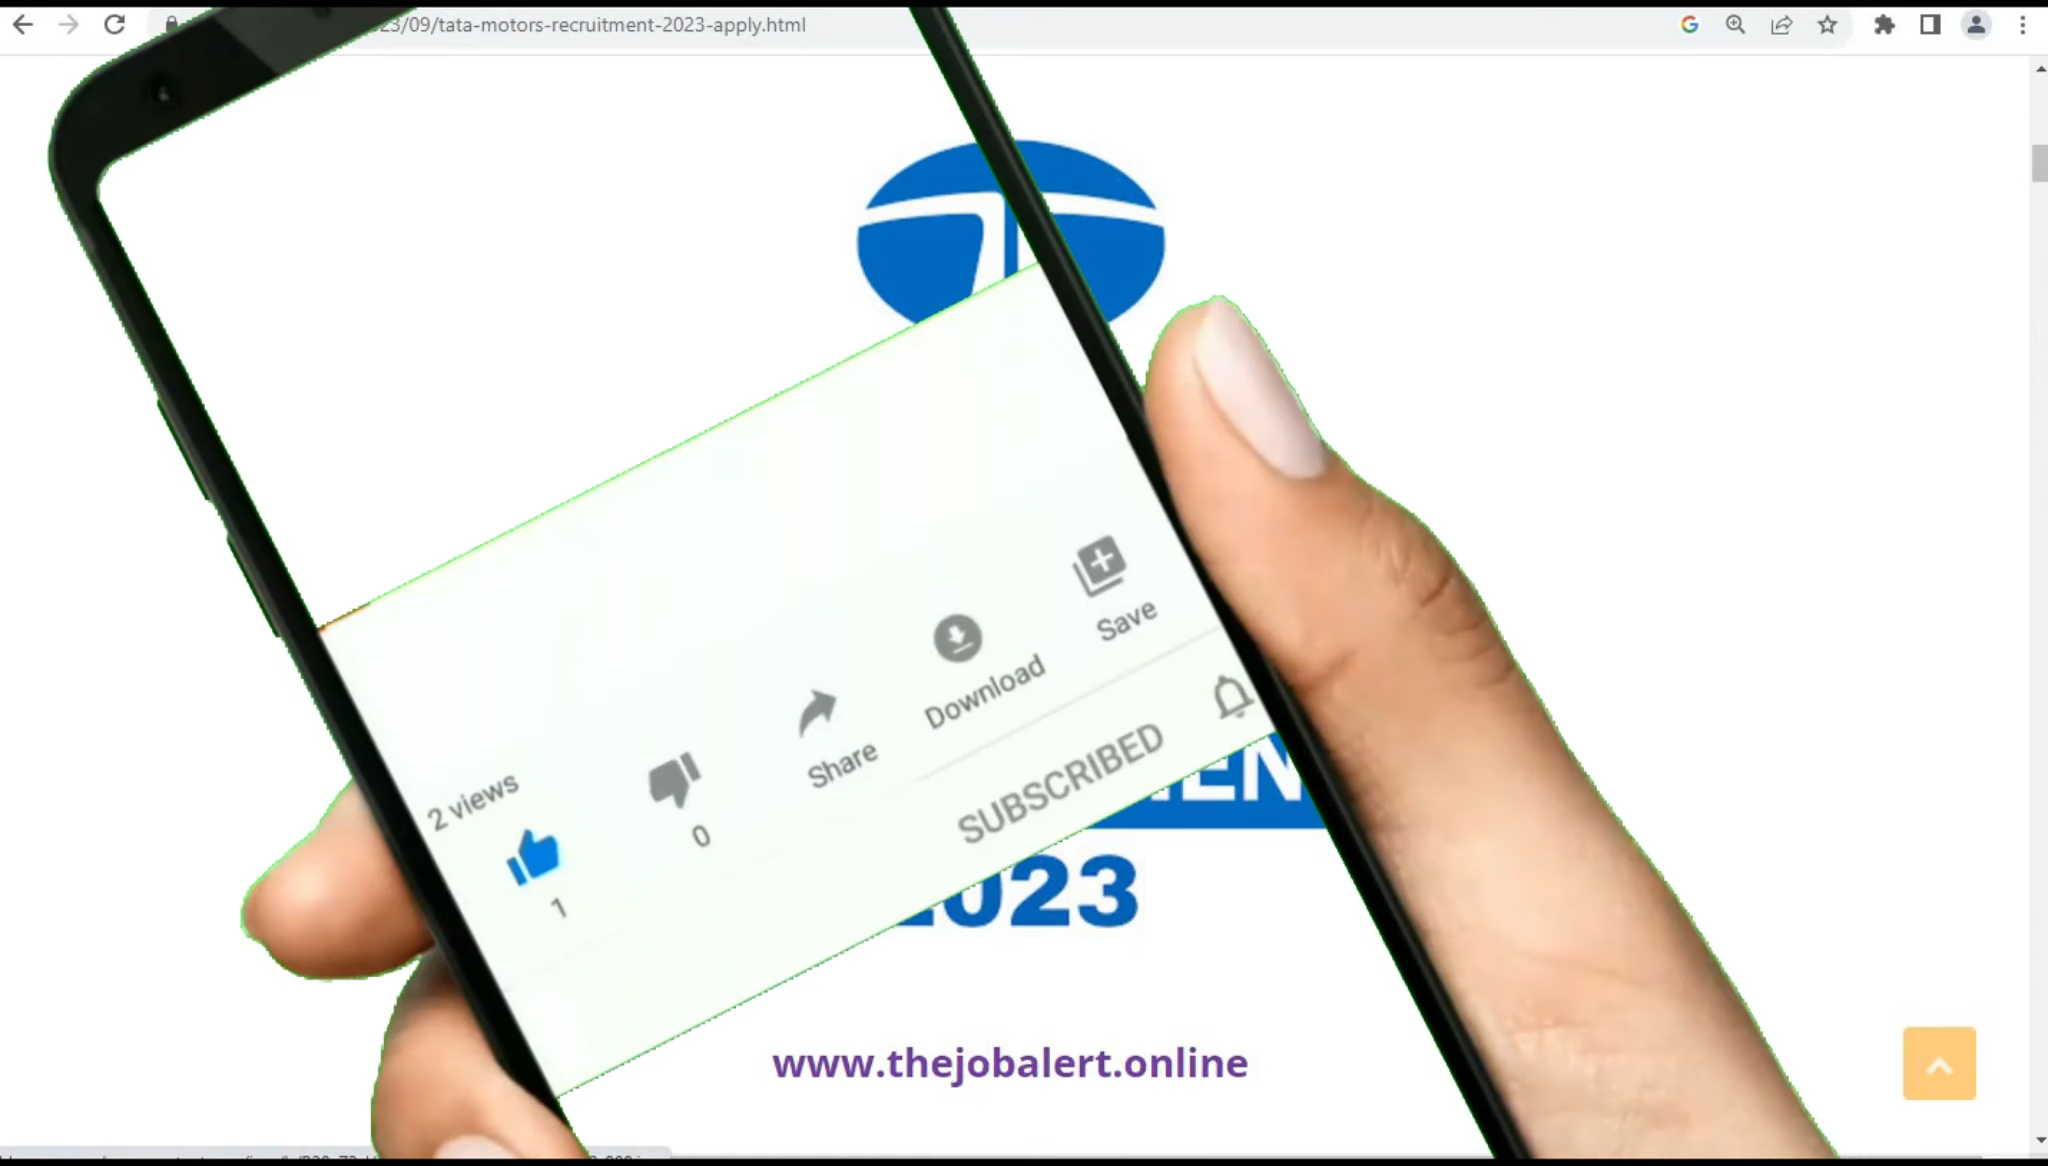 23/09/tata-motors-recruitment-2023-apply.html
Save
Download
Share
2 views
0
1
SUBSCRIBED
EN
2023
www.thejobalert.online